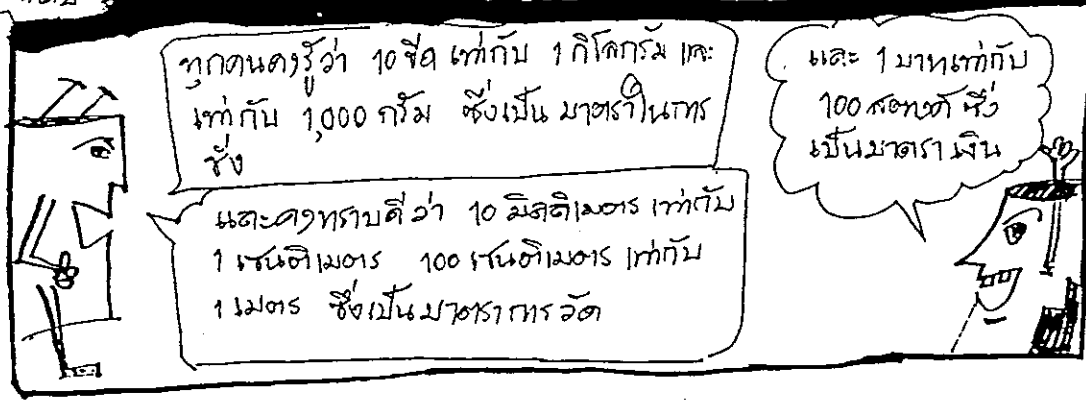 ทุกคนคงรู้ว่า 10 ขีด เท่ากับ 1 กิโลกรัม และ
เท่ากับ 1,000 กรัม ซึ่งเป็น มาตราในการ
ชั่ง
และคงทราบดีว่า 10 มิลลิเมตร เท่ากับ
1 เซนติเมตร 100 เซนติเมตร เท่ากับ
1 เมตร ซึ่งเป็นมาตราการวัด
และ 1 บาทเท่ากับ
100 สตางค์ ซึ่ง
เป็นมาตราเงิน